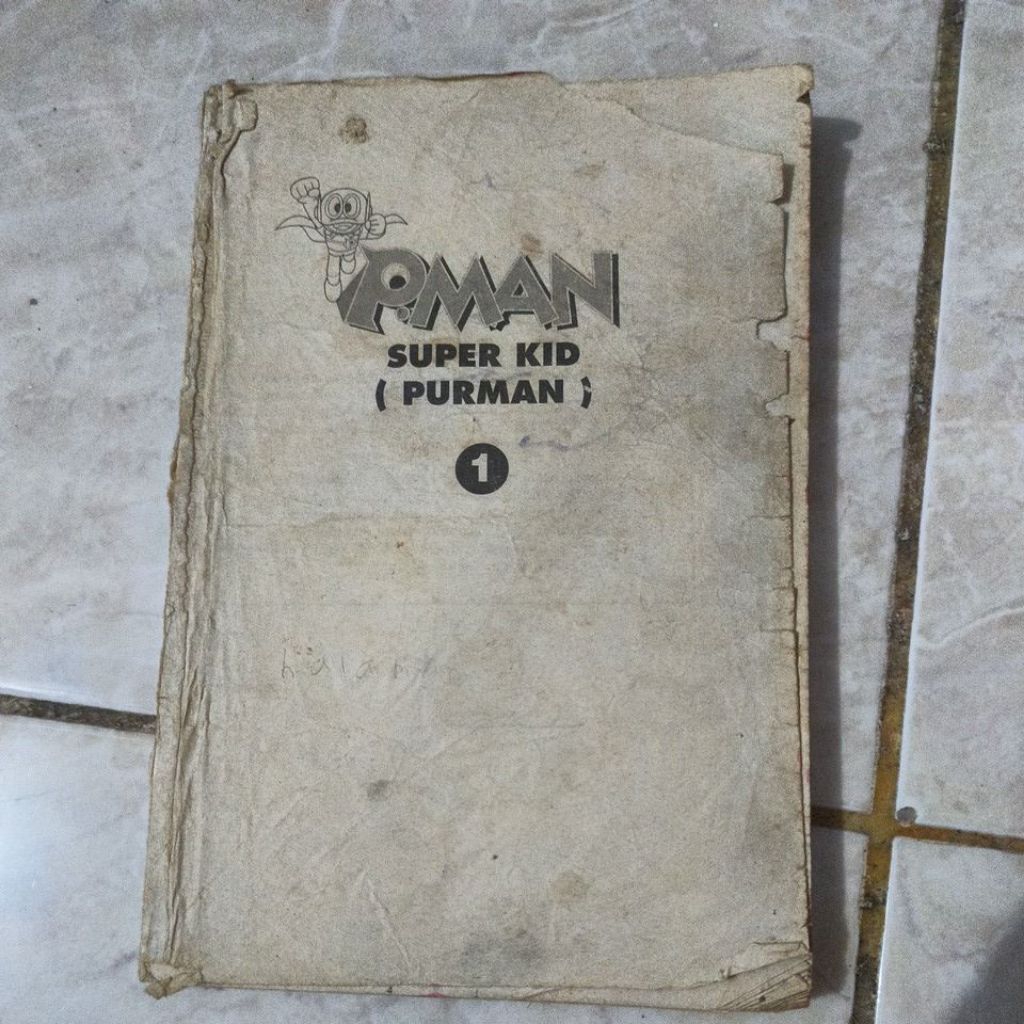 P.MAN
SUPER KID
( PURMAN )
1